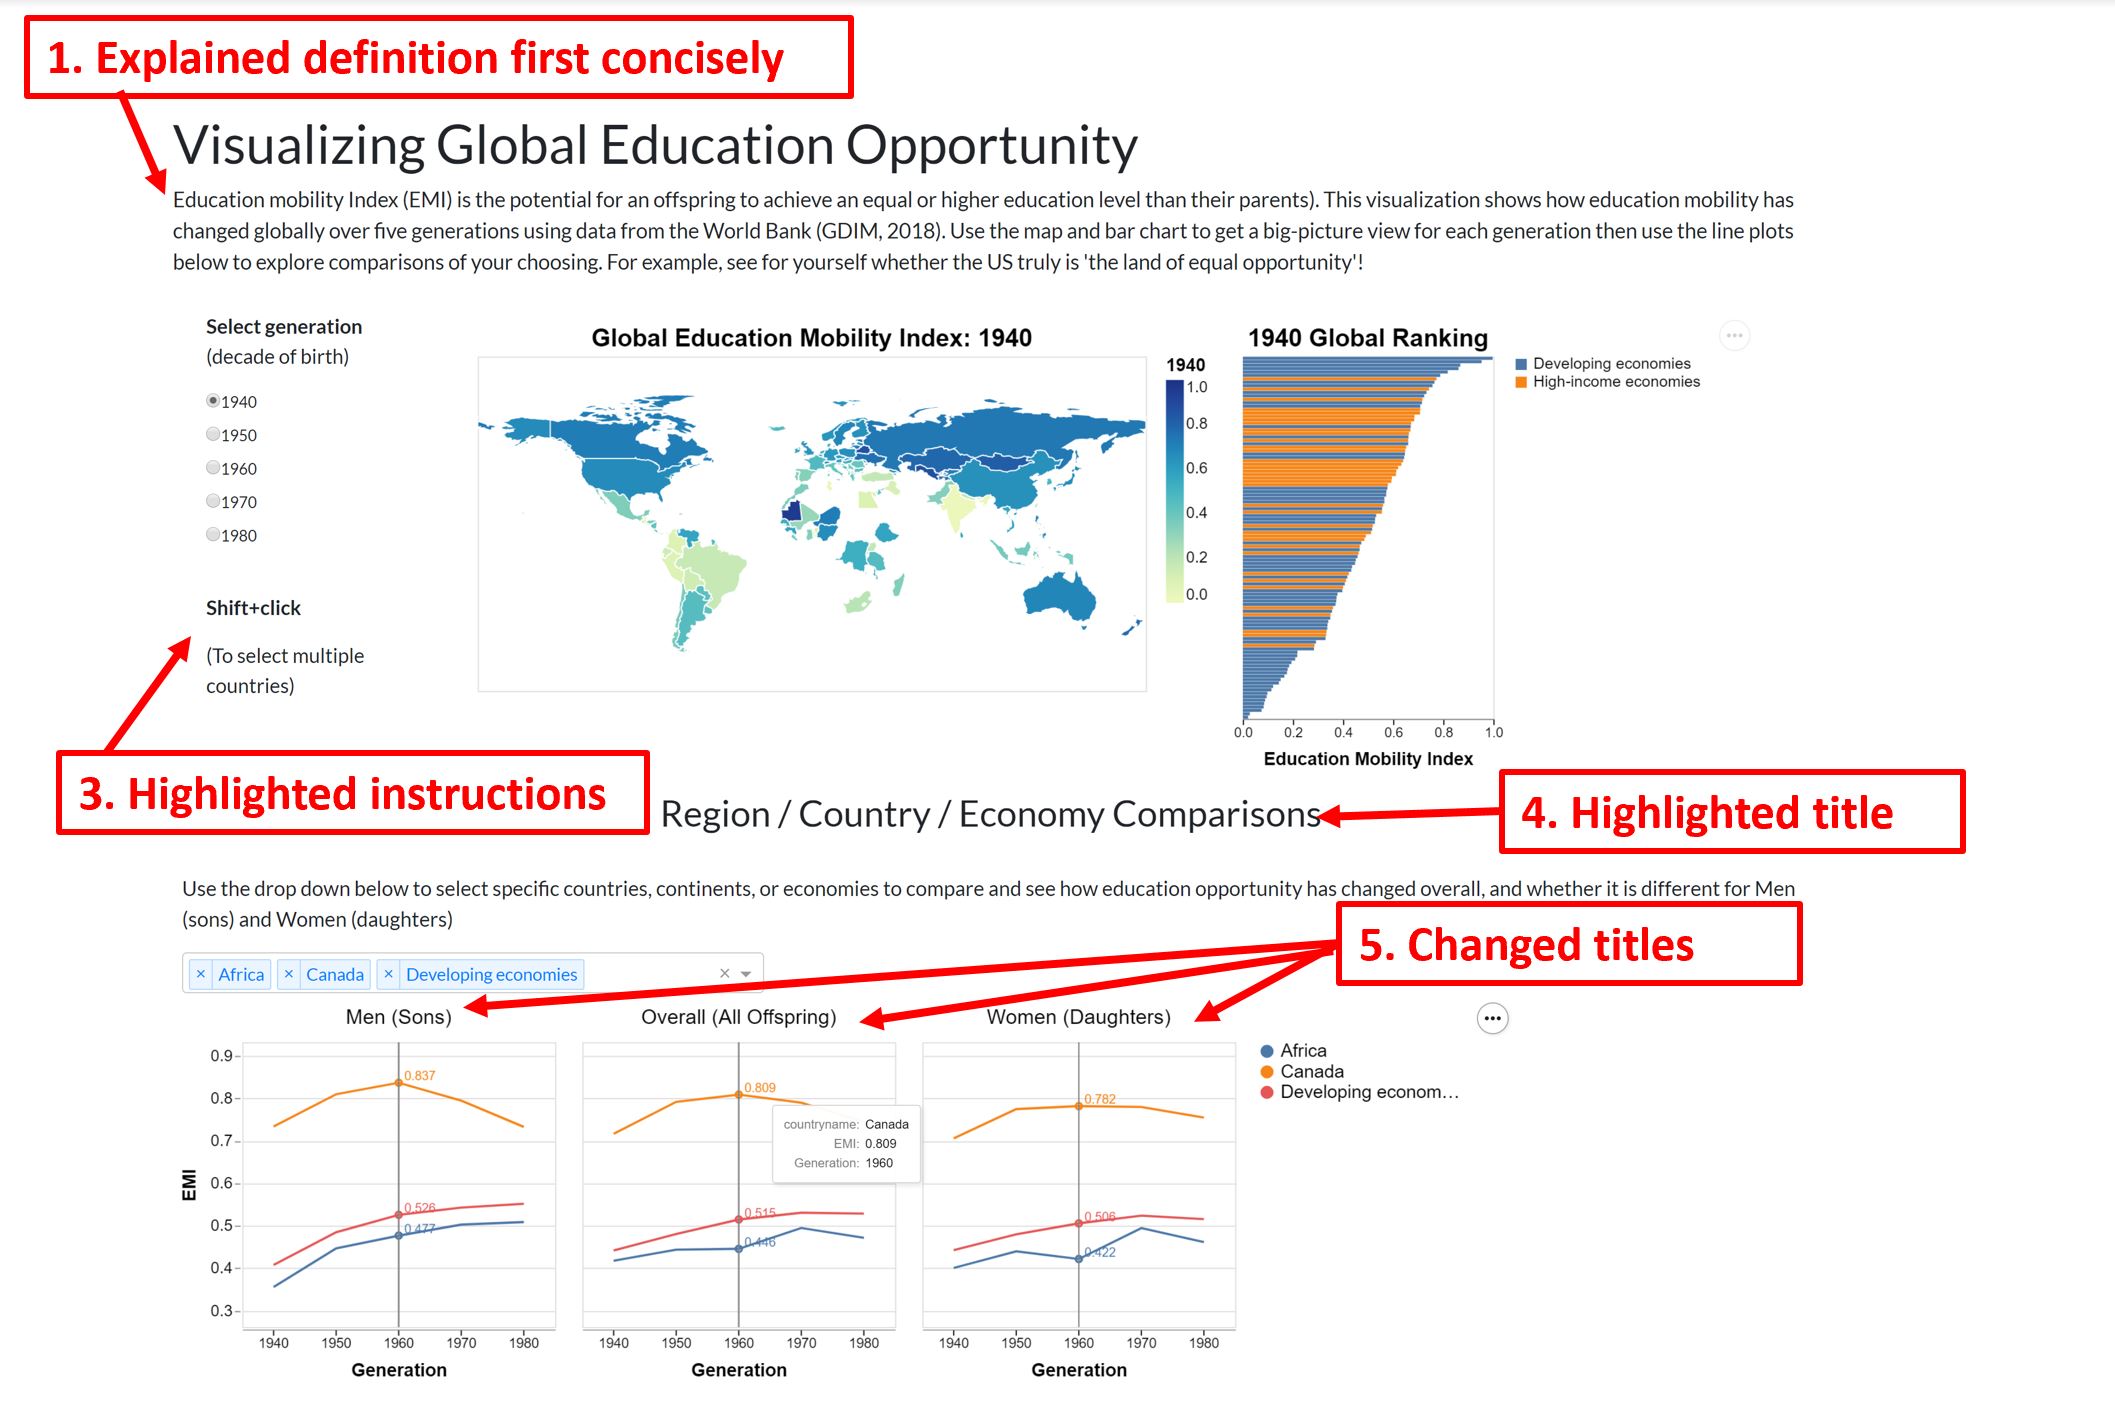 1. Explained definition first concisely
Visualizing Global Education Opportunity
Education mobility Index (EMI) is the potential for an offspring to achieve an equal or higher education level than their parents). This visualization shows how education mobility has
changed globally over five generations using data from the World Bank (GDIM, 2018). Use the map and bar chart to get a big-picture view for each generation then use the line plots
below to explore comparisons of your choosing. For example, see for yourself whether the US truly is 'the land of equal opportunity'!
Select generation
(decade of birth)
1940
1950
1960
1970
1980
Shift+click
(To select multiple
countries)
Global Education Mobility Index: 1940
1940
1.0
0.8
0.6
0.4
0.2
0.0
1940 Global Ranking
Developing economies
High-income economies
0.0 0.2 0.4 0.6 0.8 1.0
Education Mobility Index
3. Highlighted instructions
Region / Country / Economy Comparisons
4. Highlighted title
Use the drop down below to select specific countries, continents, or economies to compare and see how education opportunity has changed overall, and whether it is different for Men
(sons) and Women (daughters)
5. Changed titles
× Africa × Canada × Developing economies ×
Men (Sons)
Overall (All Offspring)
Women (Daughters)
EMI
0.9
0.8
0.7
0.6
0.5
0.4
0.3
0.837
0.526
0.477
1940 1950 1960 1970 1980
Generation
0.809
0.515
0.446
countryname: Canada
EMI: 0.809
Generation: 1960
1940 1950 1960 1970 1980
Generation
0.782
0.506
0.422
1940 1950 1960 1970 1980
Generation
Africa
Canada
Developing econom…